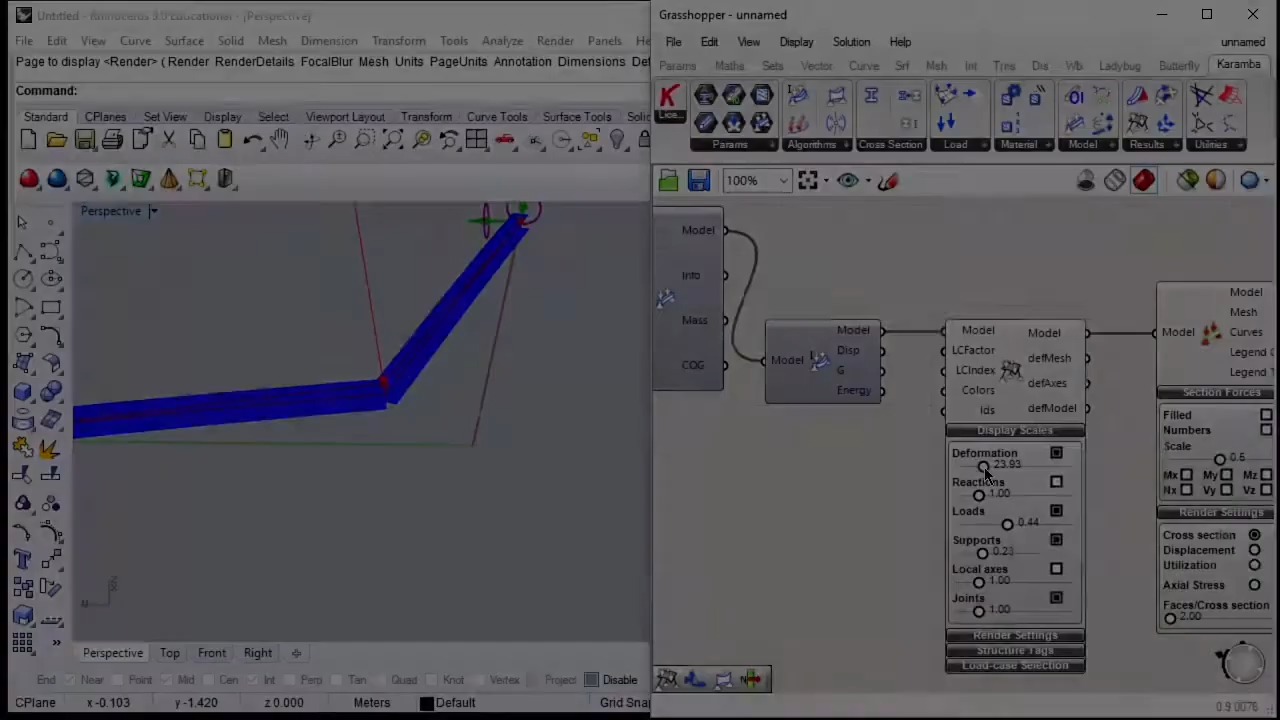 Untitled - Rhinoceros 5.0 Educational - [Perspective]
File Edit View Curve Surface Solid Mesh Dimension Transform Tools Analyze Render Panels
Page to display <Render> ( Render RenderDetails FocalBlur Mesh Units PageUnits Annotation Dimensions
Command:
Standard CPlanes Set View Display Select Viewport Layout Transform Curve Tools Surface Tools
Perspective
Perspective Top Front Right
End Near Point Mid Cen Int Perp Tan Quad Knot Vertex Project Disable
CPlane x -0.103 y -1.420 z 0.000 Meters Default Grid Snap
Grasshopper - unnamed
File Edit View Display Solution Help unnamed
Params Maths Sets Vector Curve Srf Msh Int Trns Dis Wb Ladybug Butterfly Karamba
Lice...
Params Algorithms Cross Section Load Material Model Results Utilities
100%
Model
Info
Mass
COG
Model
Model
Disp
G
Energy
Model
LCFactor
LCIndex
Colors
Ids
Model
defMesh
defAxes
defModel
Display Scales
Deformation
23.93
Reactions
1.00
Loads
0.44
Supports
0.23
Local axes
1.00
Joints
1.00
Render Settings
Structure Tags
Load-case Selection
Model
Model
Mesh
Curves
Legend
Legend
Section Forces
Filled
Numbers
Scale
0.5
Mx My Mz
Nx Vy Vz
Render Settings
Cross section
Displacement
Utilization
Axial Stress
Faces/Cross section
2.00
0.9.0076